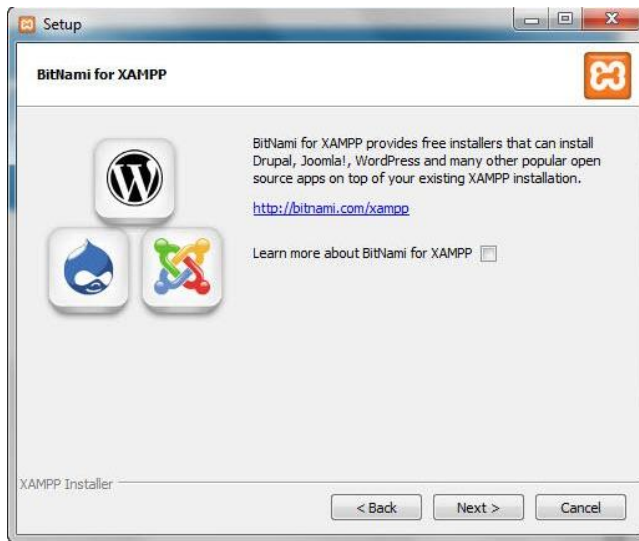 Setup
BitNami for XAMPP
BitNami for XAMPP provides free installers that can install
Drupal, Joomla!, WordPress and many other popular open
source apps on top of your existing XAMPP installation.
http://bitnami.com/xampp
Learn more about BitNami for XAMPP
XAMPP Installer
< Back
Next >
Cancel